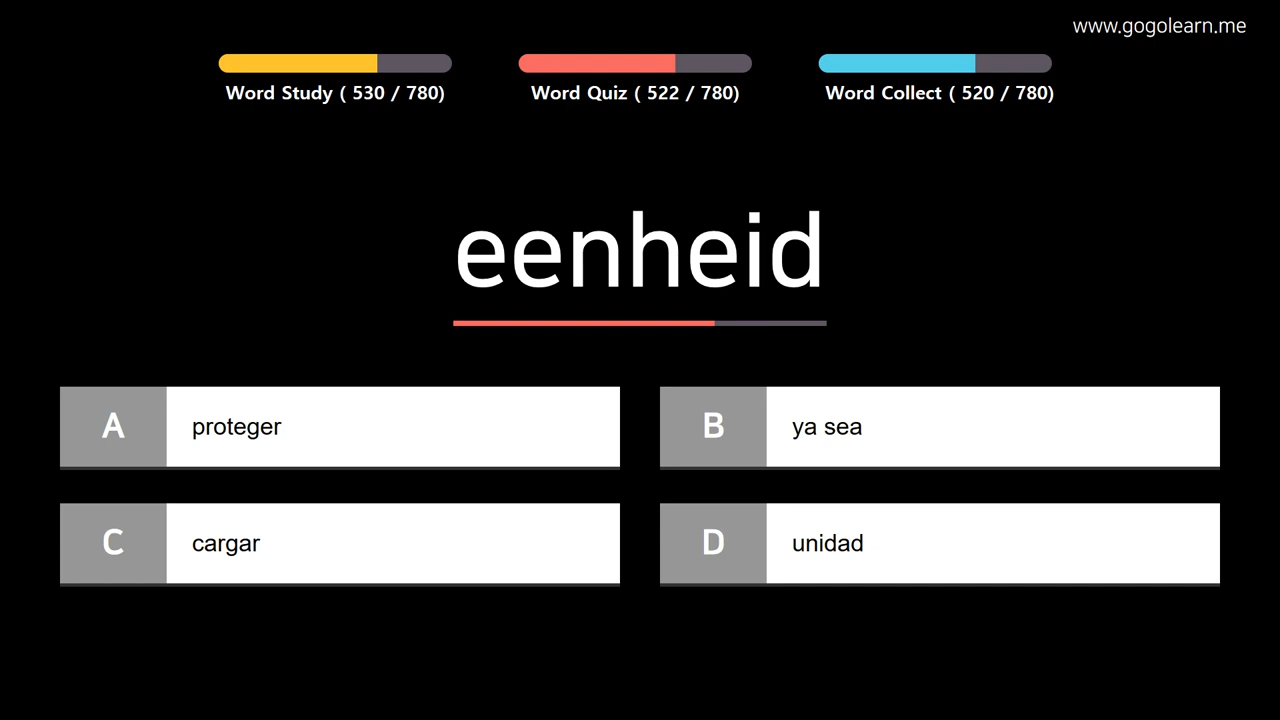 www.gogolearn.me
Word Study ( 530 / 780)
Word Quiz ( 522 / 780)
Word Collect ( 520 / 780)
eenheid
A proteger
B ya sea
C cargar
D unidad